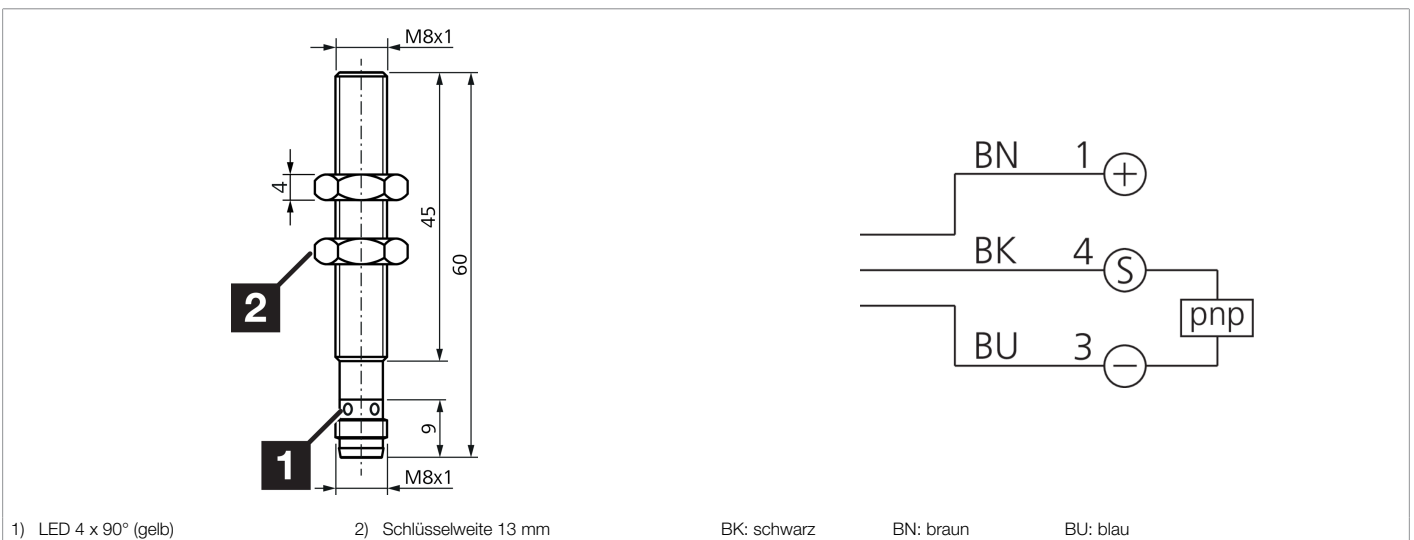 M8x1
4
45
60
2
9
1
M8x1
BN 1 +
BK 4 S
pnp
BU 3 −
1) LED 4 x 90° (gelb) 2) Schlüsselweite 13 mm BK: schwarz BN: braun BU: blau